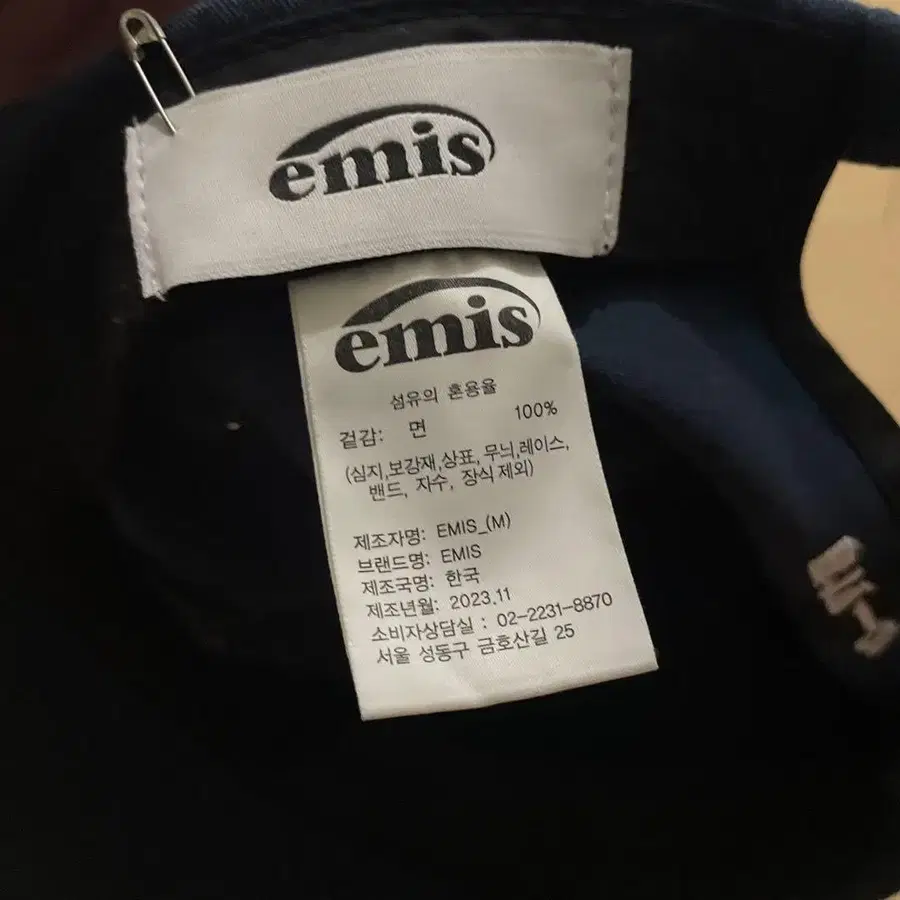 emis
emis
섬유의 혼용율
겉감: 면 100%
(심지,보강재,상표,무늬,레이스,
밴드, 자수, 장식 제외)
제조자명: EMIS_(M)
브랜드명: EMIS
제조국명: 한국
제조년월: 2023.11
소비자상담실 : 02-2231-8870
서울 성동구 금호산길 25